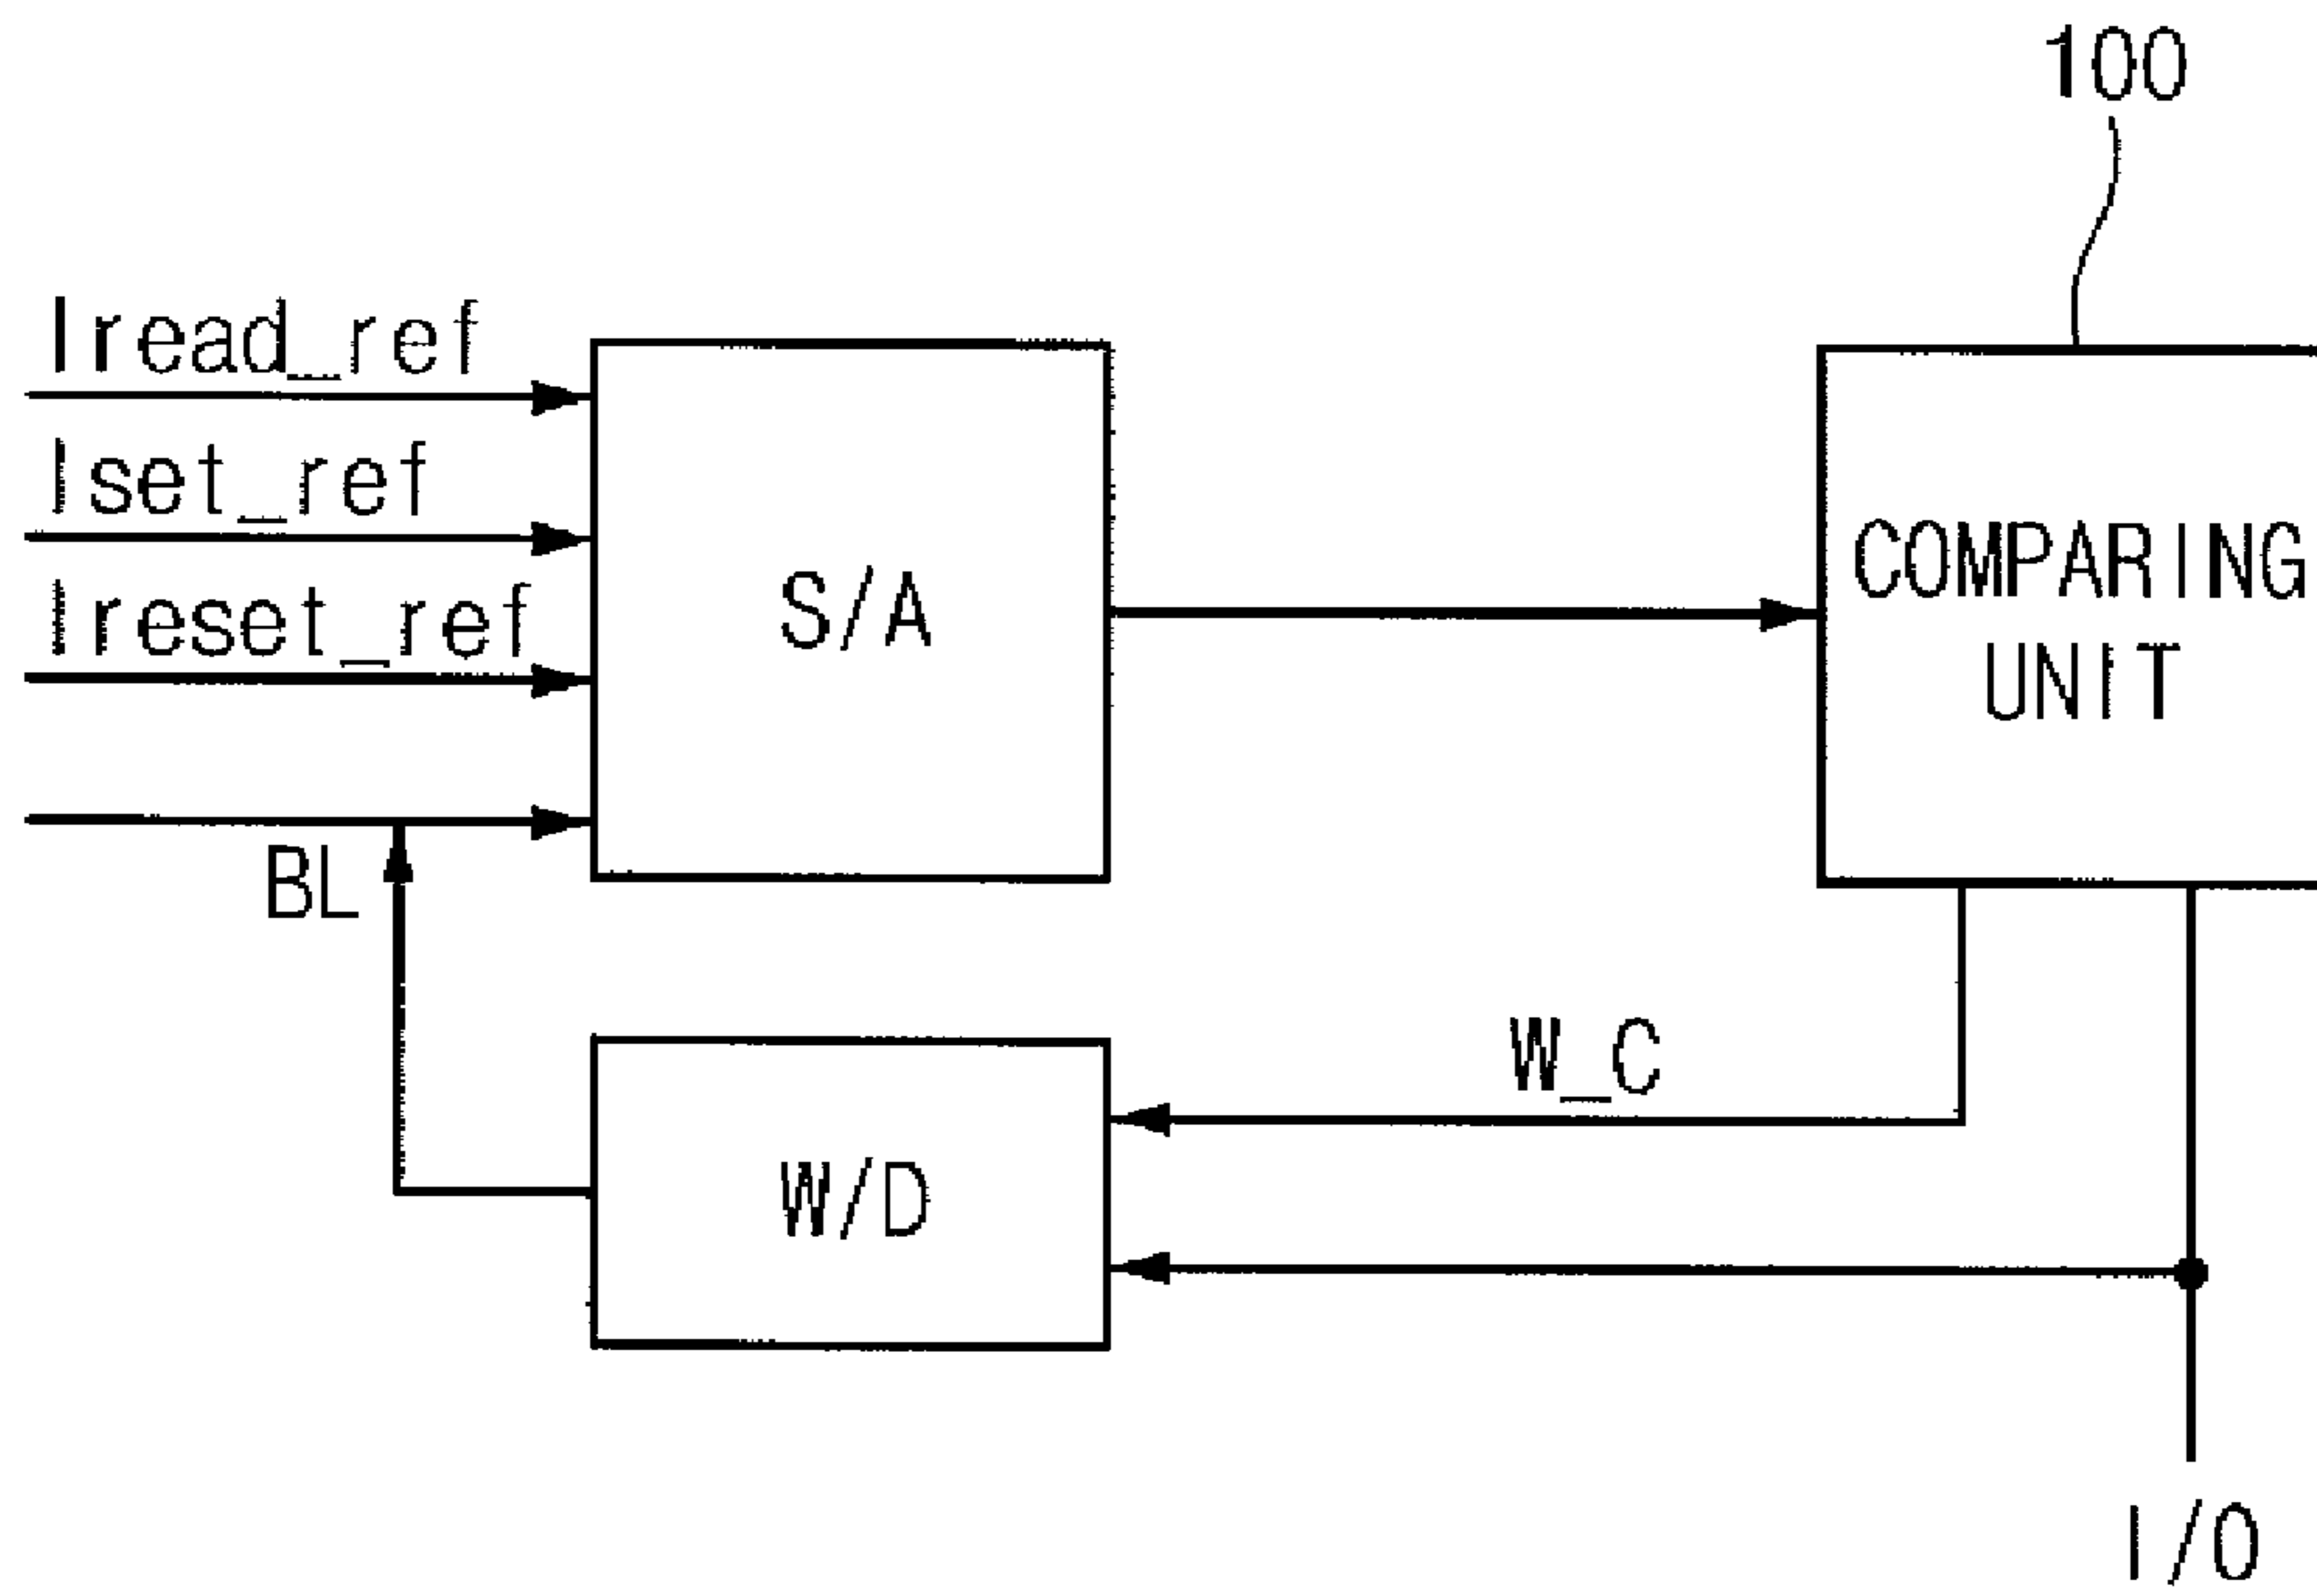 100
Iread_ref
Iset_ref
Ireset_ref
S/A
COMPARING
UNIT
BL
W_C
W/D
I/O